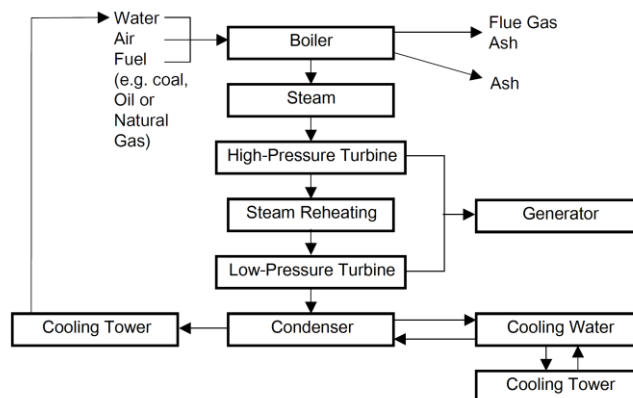 Water
Air
Fuel
(e.g. coal,
Oil or
Natural
Gas)
Boiler
Flue Gas
Ash
Ash
Steam
High-Pressure Turbine
Steam Reheating
Generator
Low-Pressure Turbine
Cooling Tower
Condenser
Cooling Water
Cooling Tower